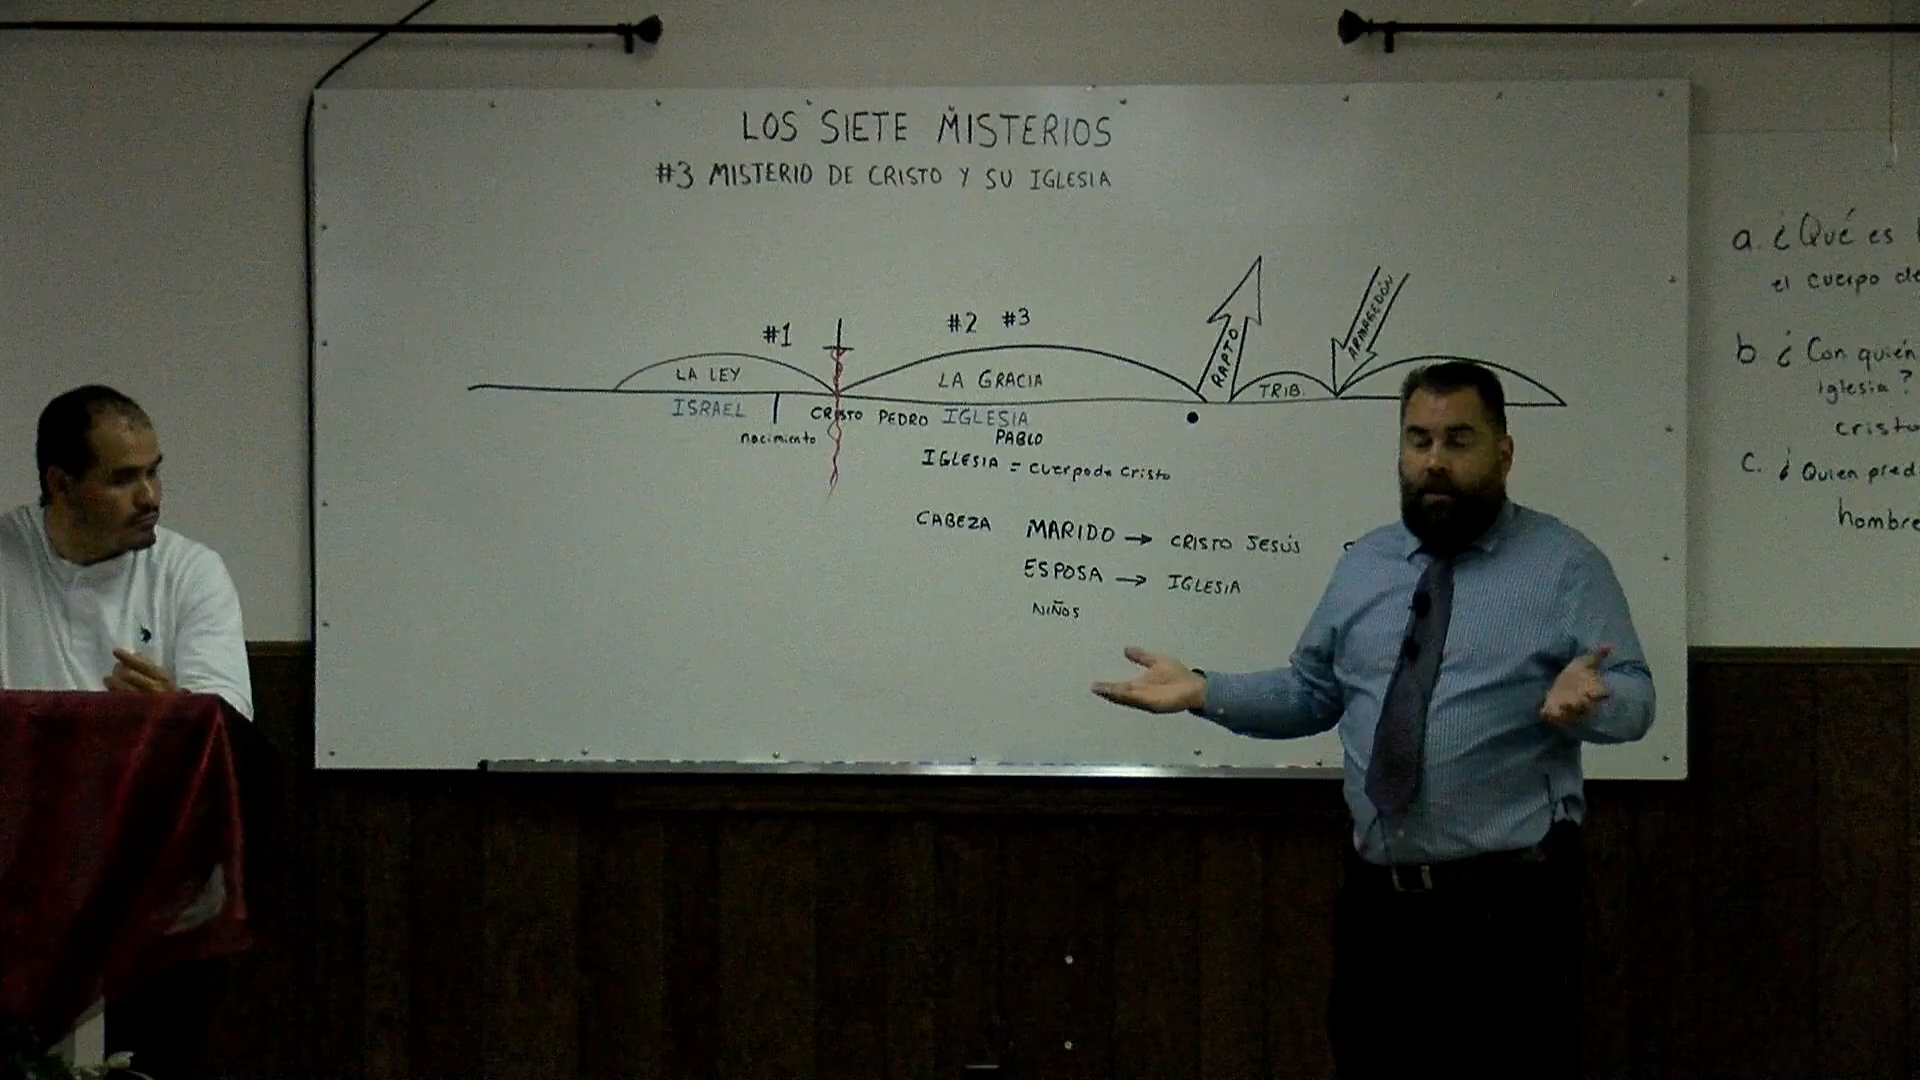 LOS SIETE MISTERIOS
#3 MISTERIO DE CRISTO Y SU IGLESIA
#1
#2 #3
LA LEY
LA GRACIA
RAPTO
TRIB.
ARMAGEDÓN
ISRAEL
CRISTO PEDRO IGLESIA
nacimiento
PABLO
IGLESIA = cuerpo de Cristo
CABEZA MARIDO → CRISTO JESÚS
ESPOSA → IGLESIA
NIÑOS
a. ¿Qué es
el cuerpo de
b ¿ Con quién
iglesia?
cristo
c. ¿ Quien pred
hombre